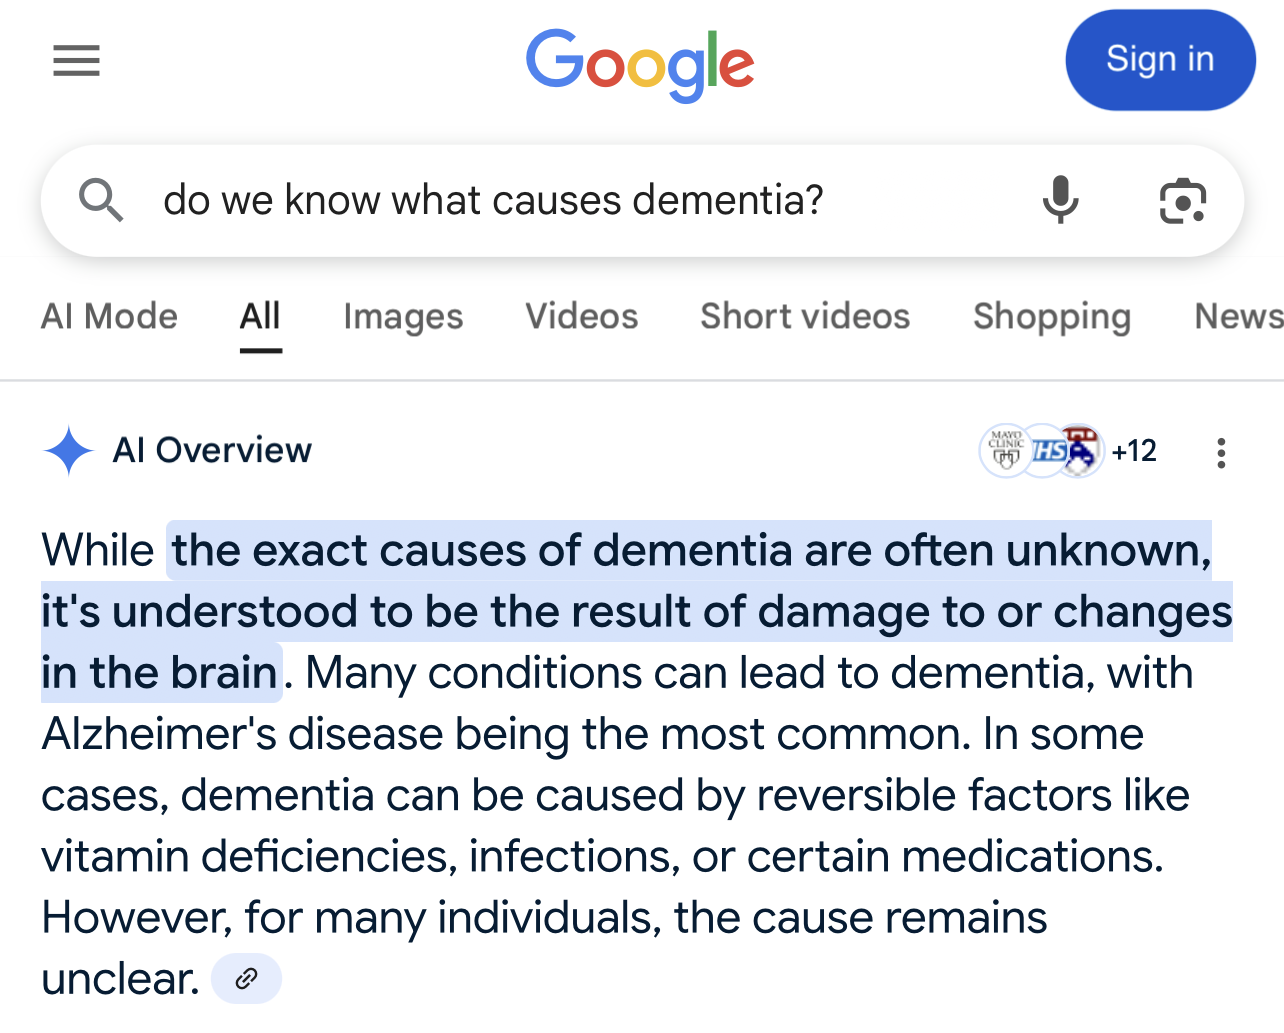 Google
Sign in
do we know what causes dementia?
AI Mode All Images Videos Short videos Shopping News
AI Overview
MAYO CLINIC HS +12
While the exact causes of dementia are often unknown,
it's understood to be the result of damage to or changes
in the brain. Many conditions can lead to dementia, with
Alzheimer's disease being the most common. In some
cases, dementia can be caused by reversible factors like
vitamin deficiencies, infections, or certain medications.
However, for many individuals, the cause remains
unclear.